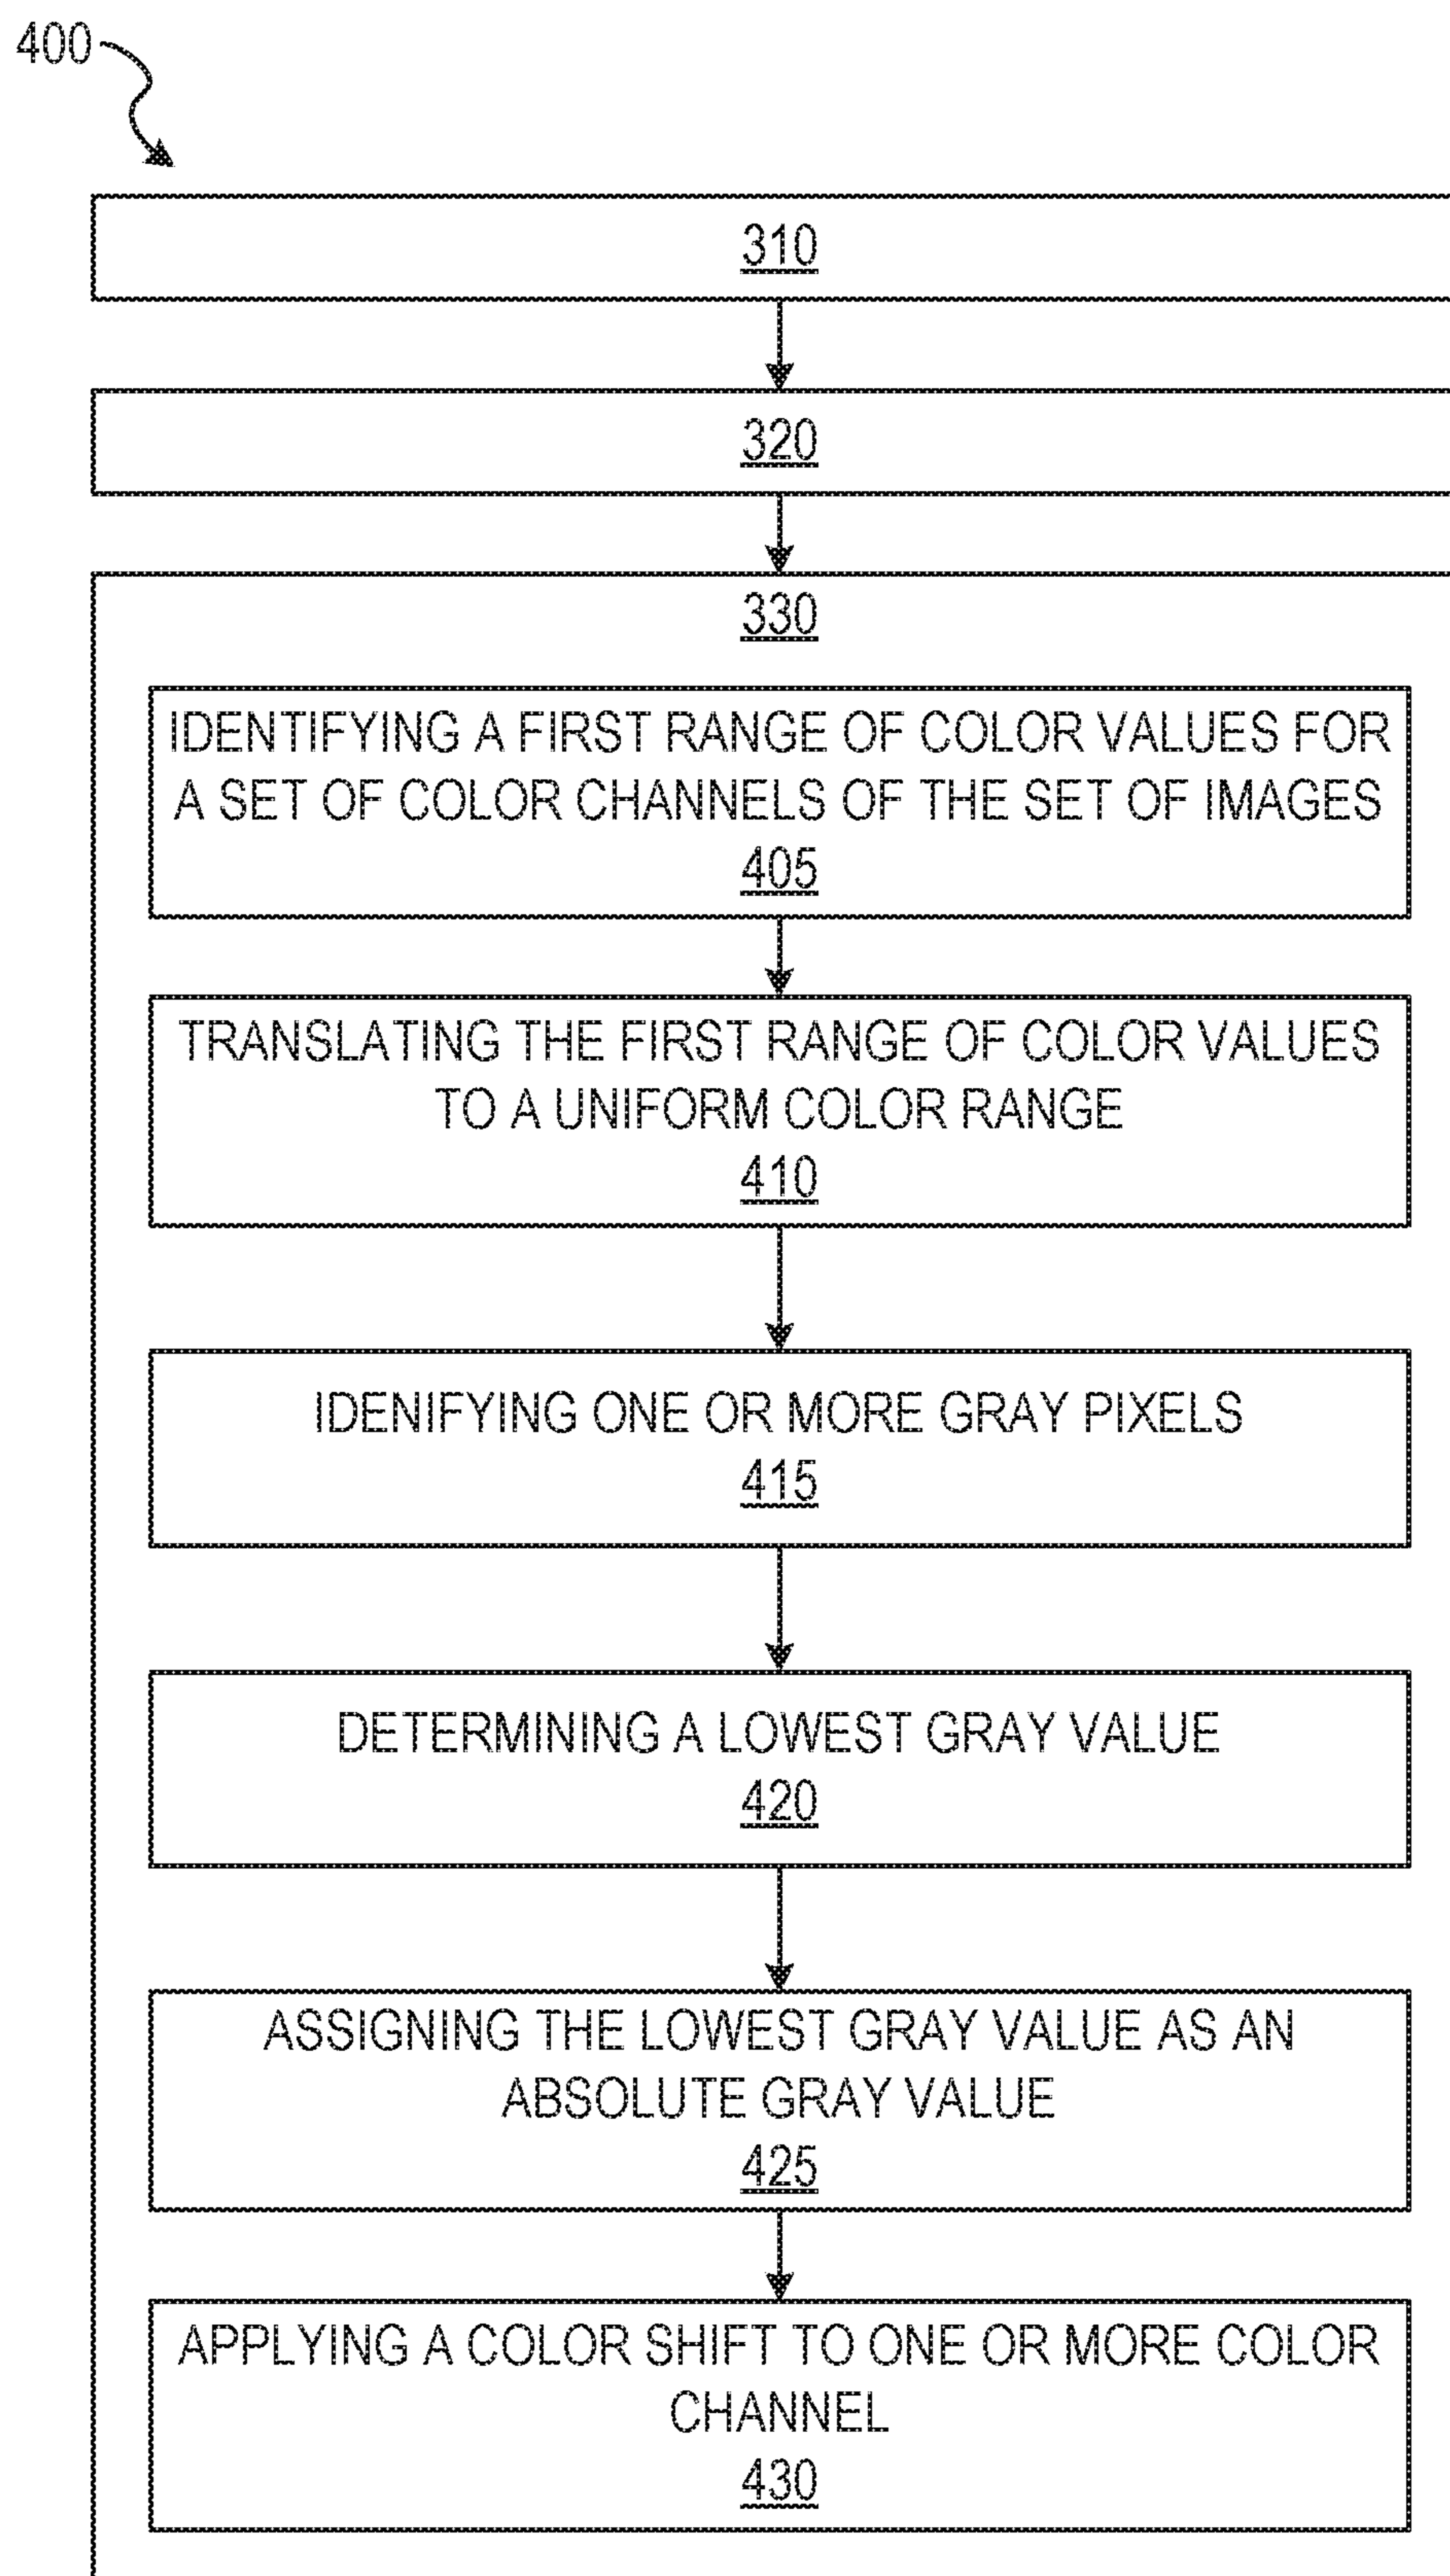 400
310
320
330
IDENTIFYING A FIRST RANGE OF COLOR VALUES FOR
A SET OF COLOR CHANNELS OF THE SET OF IMAGES
405
TRANSLATING THE FIRST RANGE OF COLOR VALUES
TO A UNIFORM COLOR RANGE
410
IDENIFYING ONE OR MORE GRAY PIXELS
415
DETERMINING A LOWEST GRAY VALUE
420
ASSIGNING THE LOWEST GRAY VALUE AS AN
ABSOLUTE GRAY VALUE
425
APPLYING A COLOR SHIFT TO ONE OR MORE COLOR
CHANNEL
430